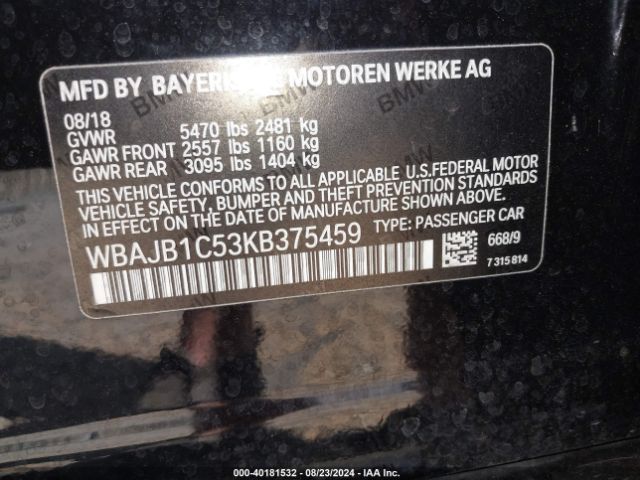 MFD BY BAYERISCHE MOTOREN WERKE AG
08/18
GVWR 5470 lbs 2481 kg
GAWR FRONT 2557 lbs 1160 kg
GAWR REAR 3095 lbs 1404 kg
THIS VEHICLE CONFORMS TO ALL APPLICABLE U.S.FEDERAL MOTOR
VEHICLE SAFETY, BUMPER AND THEFT PREVENTION STANDARDS
IN EFFECT ON THE DATE OF MANUFACTURE SHOWN ABOVE.
WBAJB1C53KB375459 TYPE: PASSENGER CAR
668/9
7 315 814
000-40181532 - 08/23/2024 - IAA Inc.